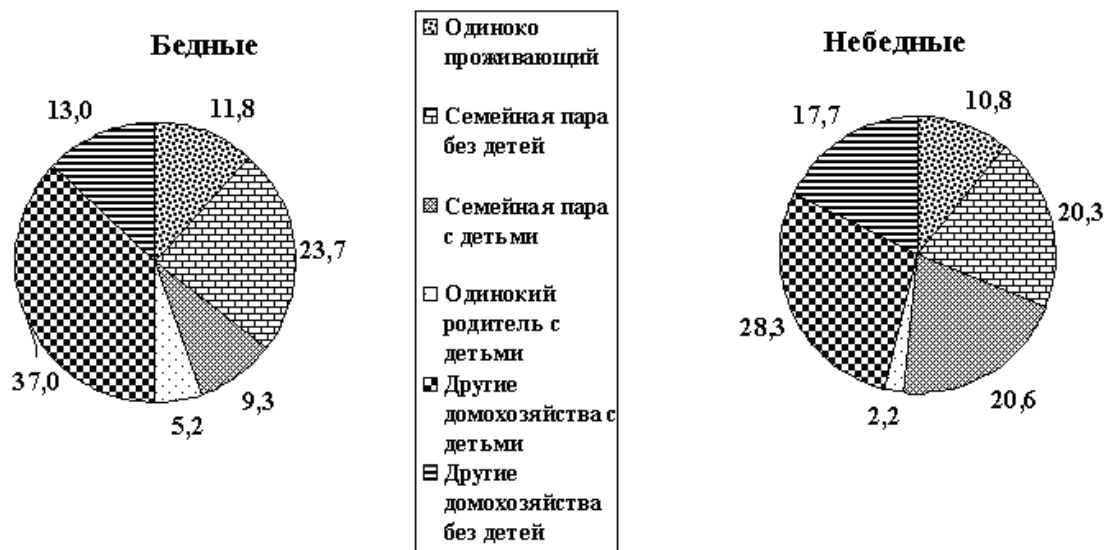 Бедные
13,0
11,8
23,7
9,3
5,2
37,0
Одиноко
проживающий
Семейная пара
без детей
Семейная пара
с детьми
Одинокий
родитель с
детьми
Другие
домохозяйства с
детьми
Другие
домохозяйства
без детей
Небедные
17,7
10,8
20,3
20,6
2,2
28,3